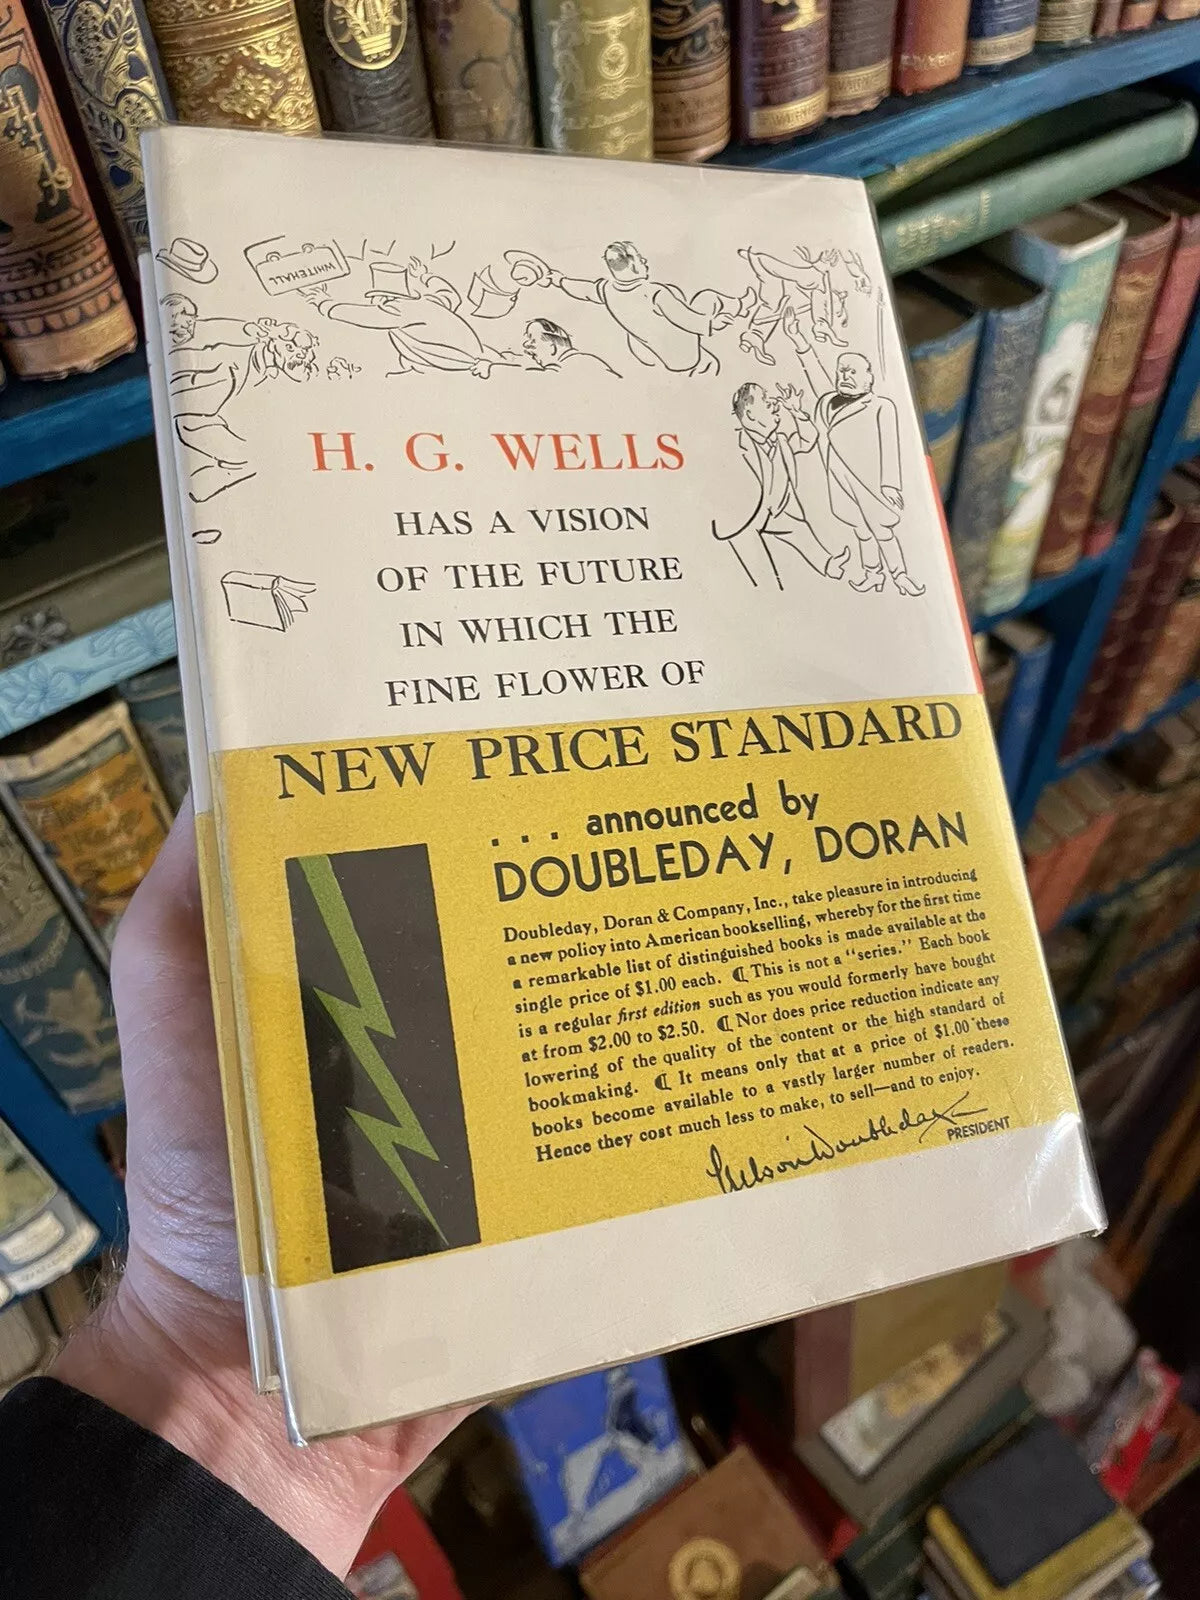 WHITEHALL
H. G. WELLS
HAS A VISION
OF THE FUTURE
IN WHICH THE
FINE FLOWER OF
NEW PRICE STANDARD
. . . announced by
DOUBLEDAY, DORAN
Doubleday, Doran & Company, Inc., take pleasure in introducing
a new policy into American bookselling, whereby for the first time
a remarkable list of distinguished books is made available at the
single price of $1.00 each. ¶ This is not a "series." Each book
is a regular first edition such as you would formerly have bought
at from $2.00 to $2.50. ¶ Nor does price reduction indicate any
lowering of the quality of the content or the high standard of
bookmaking. ¶ It means only that at a price of $1.00 these
books become available to a vastly larger number of readers.
Hence they cost much less to make, to sell—and to enjoy.
Nelson Doubleday
PRESIDENT